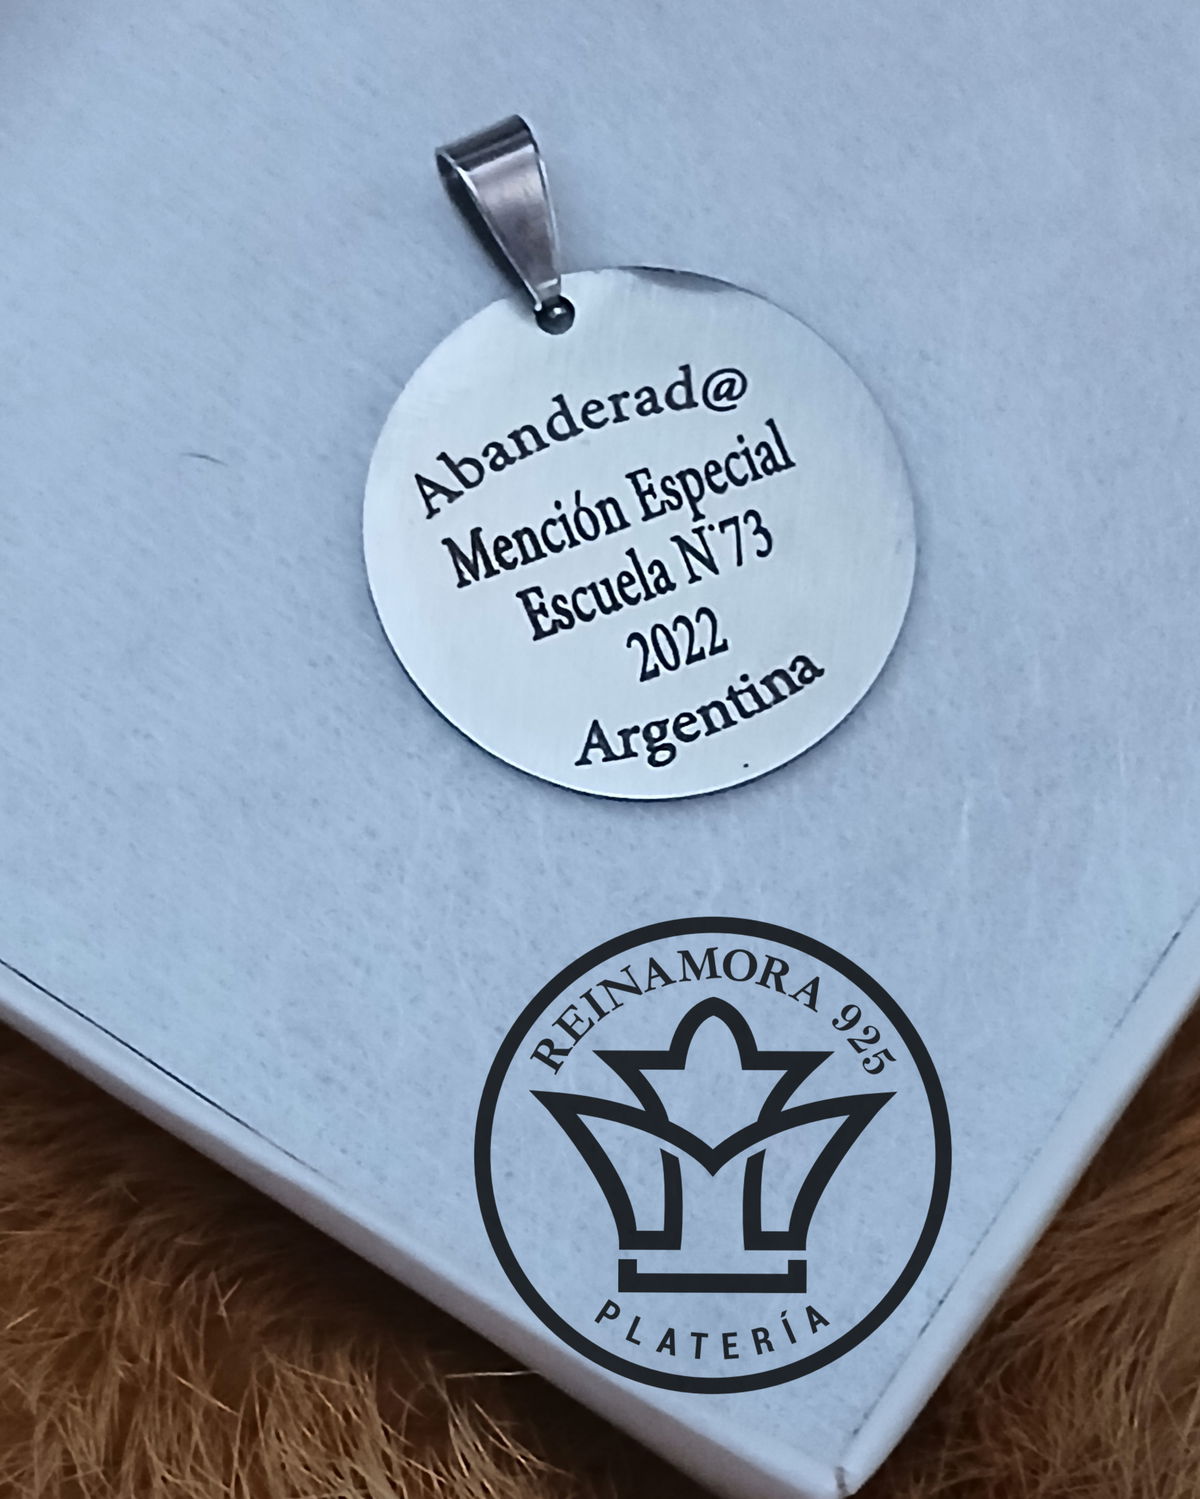 Abanderad@
Mención Especial
Escuela N°73
2022
Argentina
REINAMORA 925
PLATERÍA